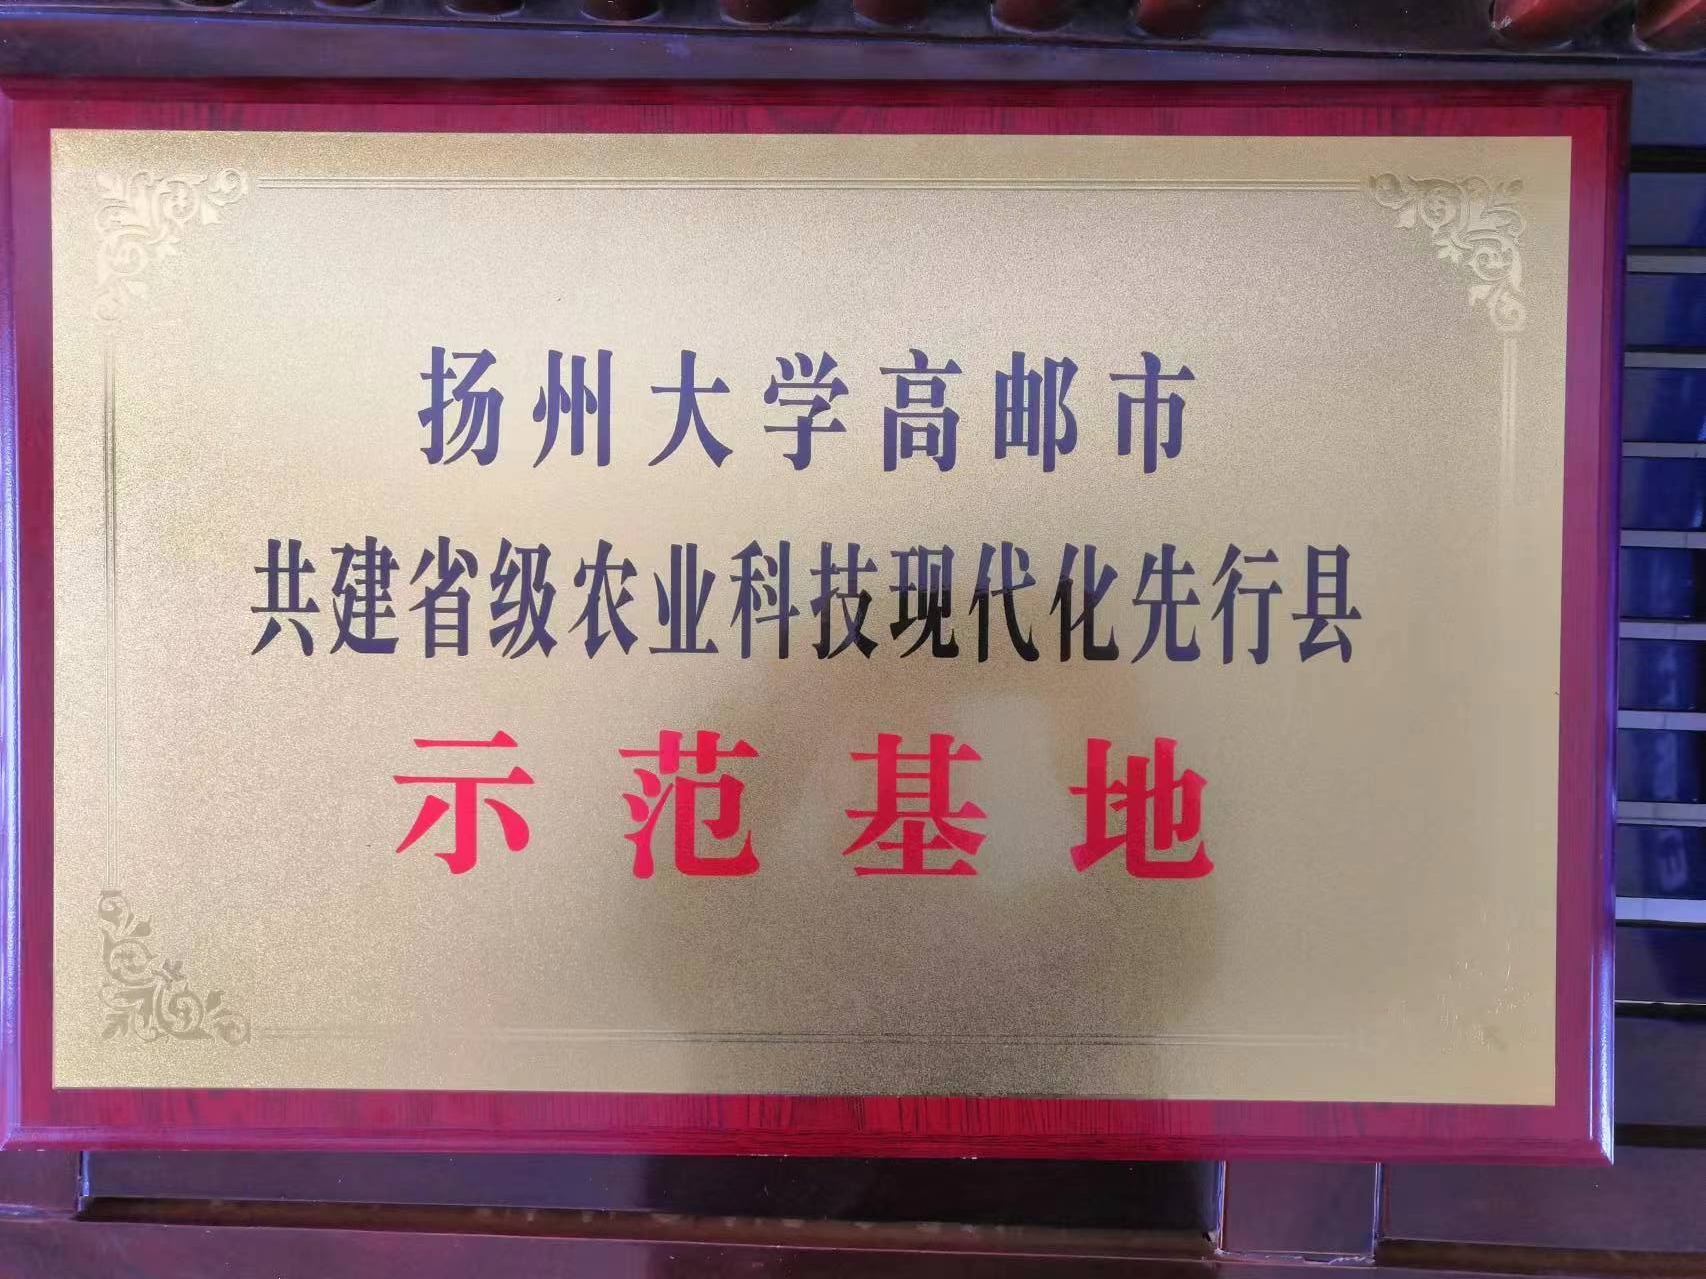 扬州大学高邮市
共建省级农业科技现代化先行县
示范基地